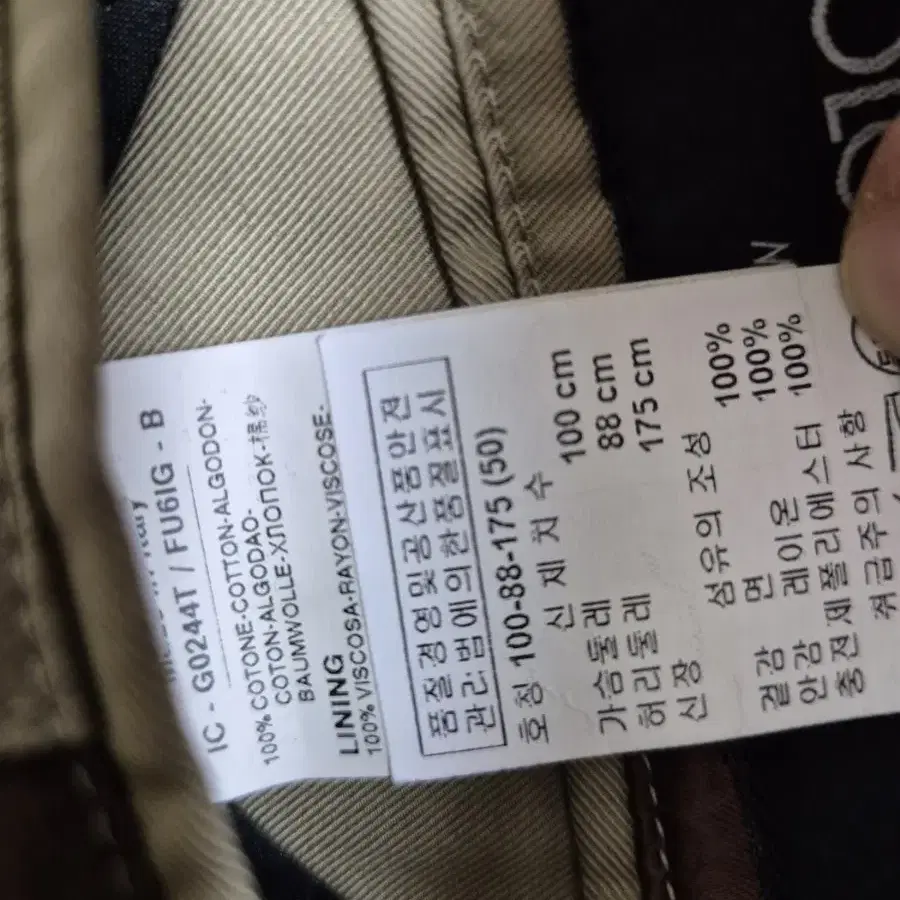 IC - G0244T / FU6IG - B
100% COTONE-COTTON-ALGODON-
COTON-ALGODAO-
BAUMWOLLE-ХЛОПОК-棉纱
LINING
100% VISCOSA-RAYON-VISCOSE-
품질경영및공산품안전
관리법에의한품질표시
호칭 100-88-175 (50)
신 체 치 수
가슴둘레 100 cm
허리둘레 88 cm
신장 175 cm
섬유의 조성
겉감 면 100%
안감 레이온 100%
충전재폴리에스터 100%
취급주의 사항